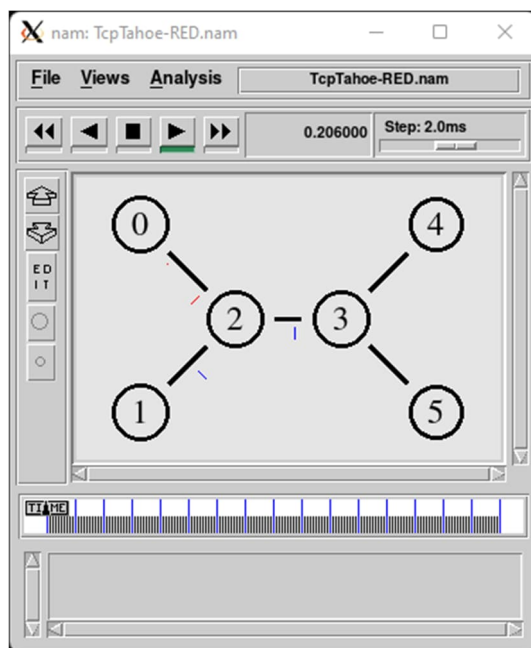 nam: TcpTahoe-RED.nam
File Views Analysis TcpTahoe-RED.nam
0.206000 Step: 2.0ms
0 4
ED
IT
2 3
1 5
TIME